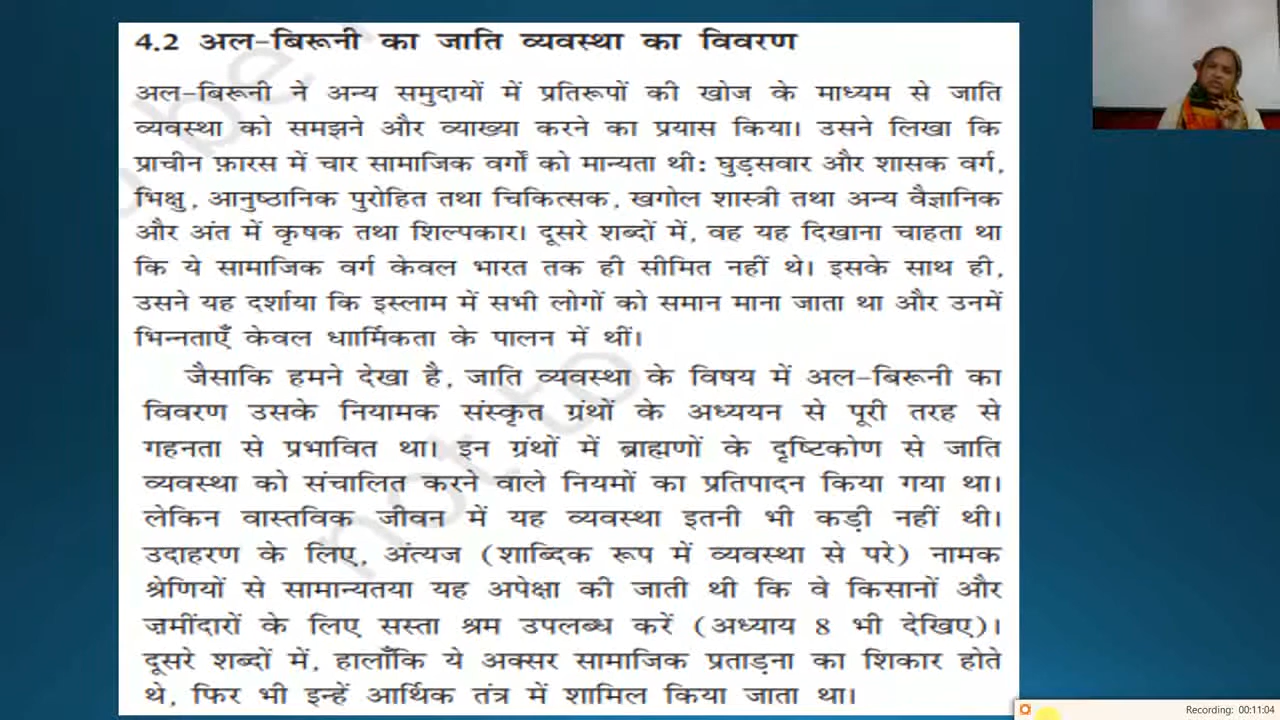 4.2 अल-बिरूनी का जाति व्यवस्था का विवरण
अल-बिरूनी ने अन्य समुदायों में प्रतिरूपों की खोज के माध्यम से जाति
व्यवस्था को समझने और व्याख्या करने का प्रयास किया। उसने लिखा कि
प्राचीन फ़ारस में चार सामाजिक वर्गों को मान्यता थी: घुड़सवार और शासक वर्ग,
भिक्षु, आनुष्ठानिक पुरोहित तथा चिकित्सक, खगोल शास्त्री तथा अन्य वैज्ञानिक
और अंत में कृषक तथा शिल्पकार। दूसरे शब्दों में, वह यह दिखाना चाहता था
कि ये सामाजिक वर्ग केवल भारत तक ही सीमित नहीं थे। इसके साथ ही,
उसने यह दर्शाया कि इस्लाम में सभी लोगों को समान माना जाता था और उनमें
भिन्नताएँ केवल धाार्मिकता के पालन में थीं।
जैसाकि हमने देखा है, जाति व्यवस्था के विषय में अल-बिरूनी का
विवरण उसके नियामक संस्कृत ग्रंथों के अध्ययन से पूरी तरह से
गहनता से प्रभावित था। इन ग्रंथों में ब्राह्मणों के दृष्टिकोण से जाति
व्यवस्था को संचालित करने वाले नियमों का प्रतिपादन किया गया था।
लेकिन वास्तविक जीवन में यह व्यवस्था इतनी भी कड़ी नहीं थी।
उदाहरण के लिए, अंत्यज (शाब्दिक रूप में व्यवस्था से परे) नामक
श्रेणियों से सामान्यतया यह अपेक्षा की जाती थी कि वे किसानों और
ज़मींदारों के लिए सस्ता श्रम उपलब्ध करें (अध्याय 8 भी देखिए)।
दूसरे शब्दों में, हालाँकि ये अक्सर सामाजिक प्रताड़ना का शिकार होते
थे, फिर भी इन्हें आर्थिक तंत्र में शामिल किया जाता था।
not to be
Recording: 00:11:04